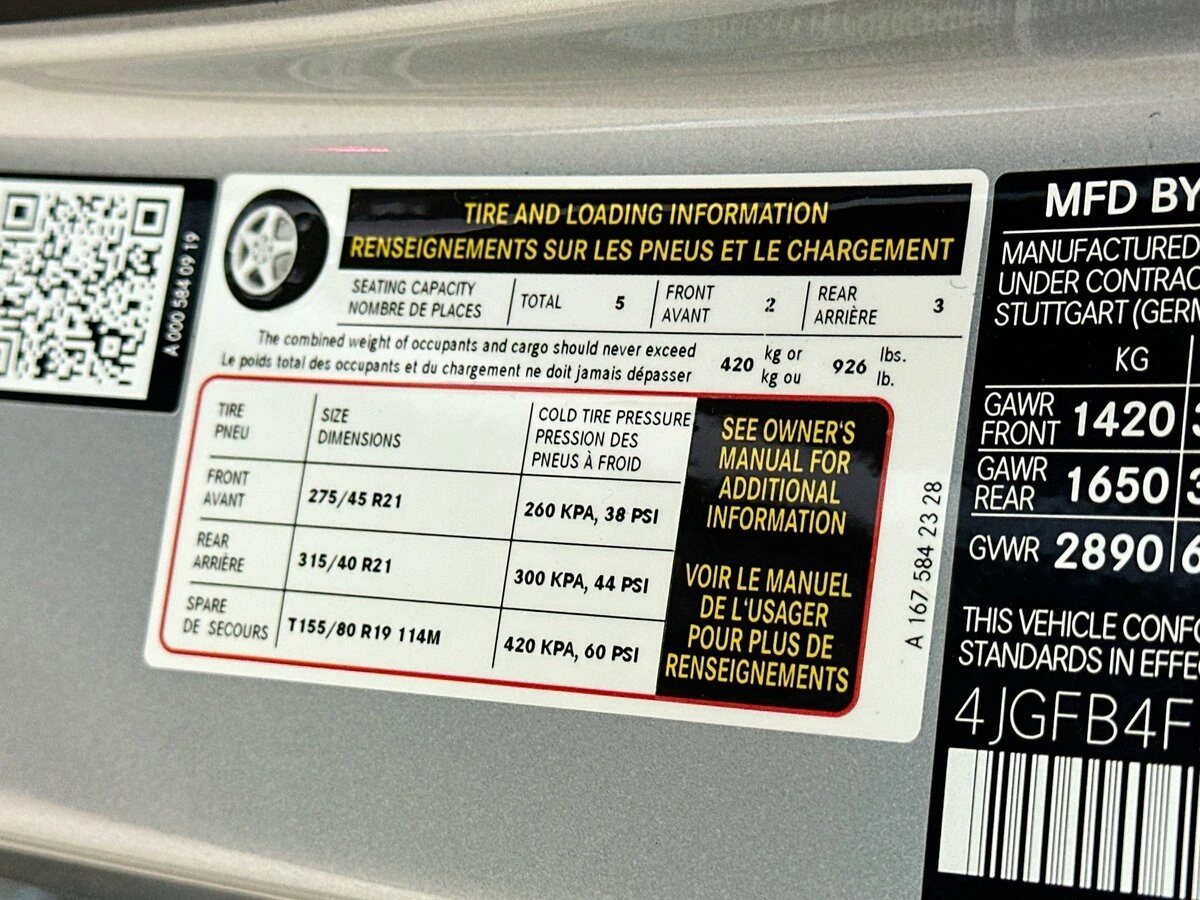 A 000 584 09 19
TIRE AND LOADING INFORMATION
RENSEIGNEMENTS SUR LES PNEUS ET LE CHARGEMENT
SEATING CAPACITY
NOMBRE DE PLACES
TOTAL 5
FRONT
AVANT
2
REAR
ARRIÈRE
3
The combined weight of occupants and cargo should never exceed
Le poids total des occupants et du chargement ne doit jamais dépasser
420
kg or
kg ou
926
lbs.
lb.
TIRE
PNEU
SIZE
DIMENSIONS
COLD TIRE PRESSURE
PRESSION DES
PNEUS À FROID
FRONT
AVANT
275/45 R21
260 KPA, 38 PSI
REAR
ARRIÈRE
315/40 R21
300 KPA, 44 PSI
SPARE
DE SECOURS
T155/80 R19 114M
420 KPA, 60 PSI
SEE OWNER'S
MANUAL FOR
ADDITIONAL
INFORMATION
VOIR LE MANUEL
DE L'USAGER
POUR PLUS DE
RENSEIGNEMENTS
A 167 584 23 28
MFD BY
MANUFACTURED
UNDER CONTRAC
STUTTGART (GERM
KG
GAWR
FRONT
1420
GAWR
REAR
1650
GVWR 2890
THIS VEHICLE CONFO
STANDARDS IN EFFE
4JGFB4F